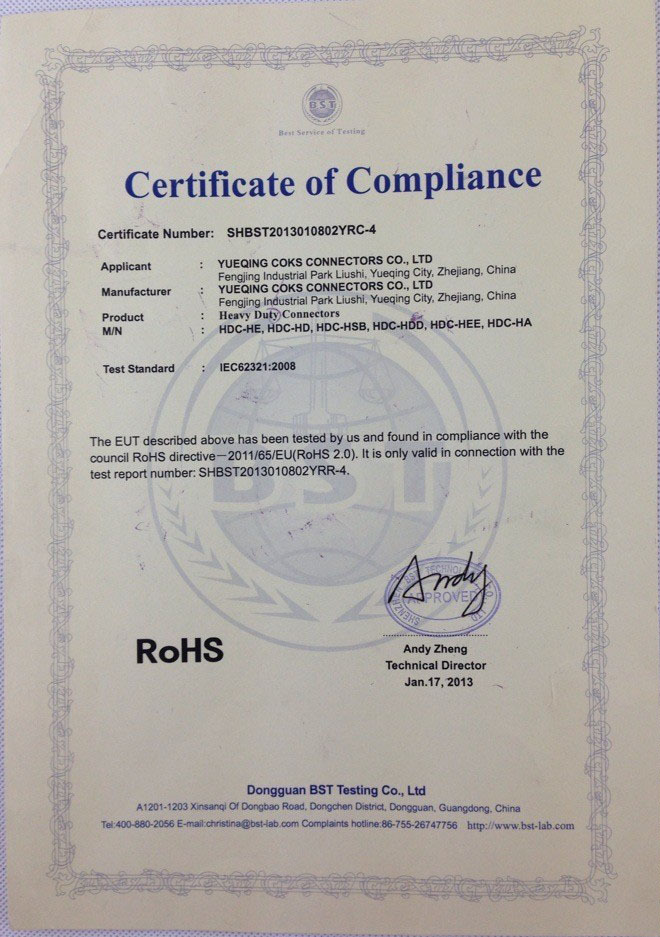 BST
Best Service of Testing
Certificate of Compliance
Certificate Number: SHBST2013010802YRC-4
Applicant : YUEQING COKS CONNECTORS CO., LTD
Fengjing Industrial Park Liushi, Yueqing City, Zhejiang, China
Manufacturer : YUEQING COKS CONNECTORS CO., LTD
Fengjing Industrial Park Liushi, Yueqing City, Zhejiang, China
Product : Heavy Duty Connectors
M/N : HDC-HE, HDC-HD, HDC-HSB, HDC-HDD, HDC-HEE, HDC-HA
Test Standard : IEC62321:2008
The EUT described above has been tested by us and found in compliance with the
council RoHS directive—2011/65/EU(RoHS 2.0). It is only valid in connection with the
test report number: SHBST2013010802YRR-4.
BST
Andy
APPROVED
RoHS
Andy Zheng
Technical Director
Jan.17, 2013
Dongguan BST Testing Co., Ltd
A1201-1203 Xinsanqi Of Dongbao Road, Dongchen District, Dongguan, Guangdong, China
Tel:400-880-2056 E-mail:christina@bst-lab.com Complaints hotline:86-755-26747756 http://www.bst-lab.com